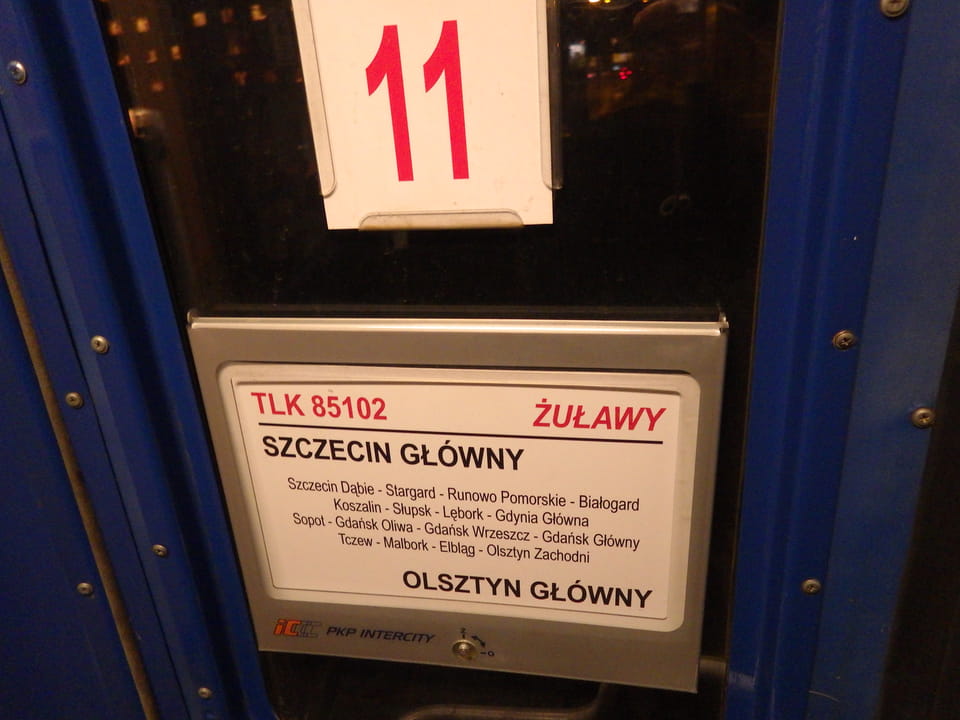 11
TLK 85102 ŻUŁAWY
SZCZECIN GŁÓWNY
Szczecin Dąbie - Stargard - Runowo Pomorskie - Białogard
Koszalin - Słupsk - Lębork - Gdynia Główna
Sopot - Gdańsk Oliwa - Gdańsk Wrzeszcz - Gdańsk Główny
Tczew - Malbork - Elbląg - Olsztyn Zachodni
OLSZTYN GŁÓWNY
IC PKP INTERCITY